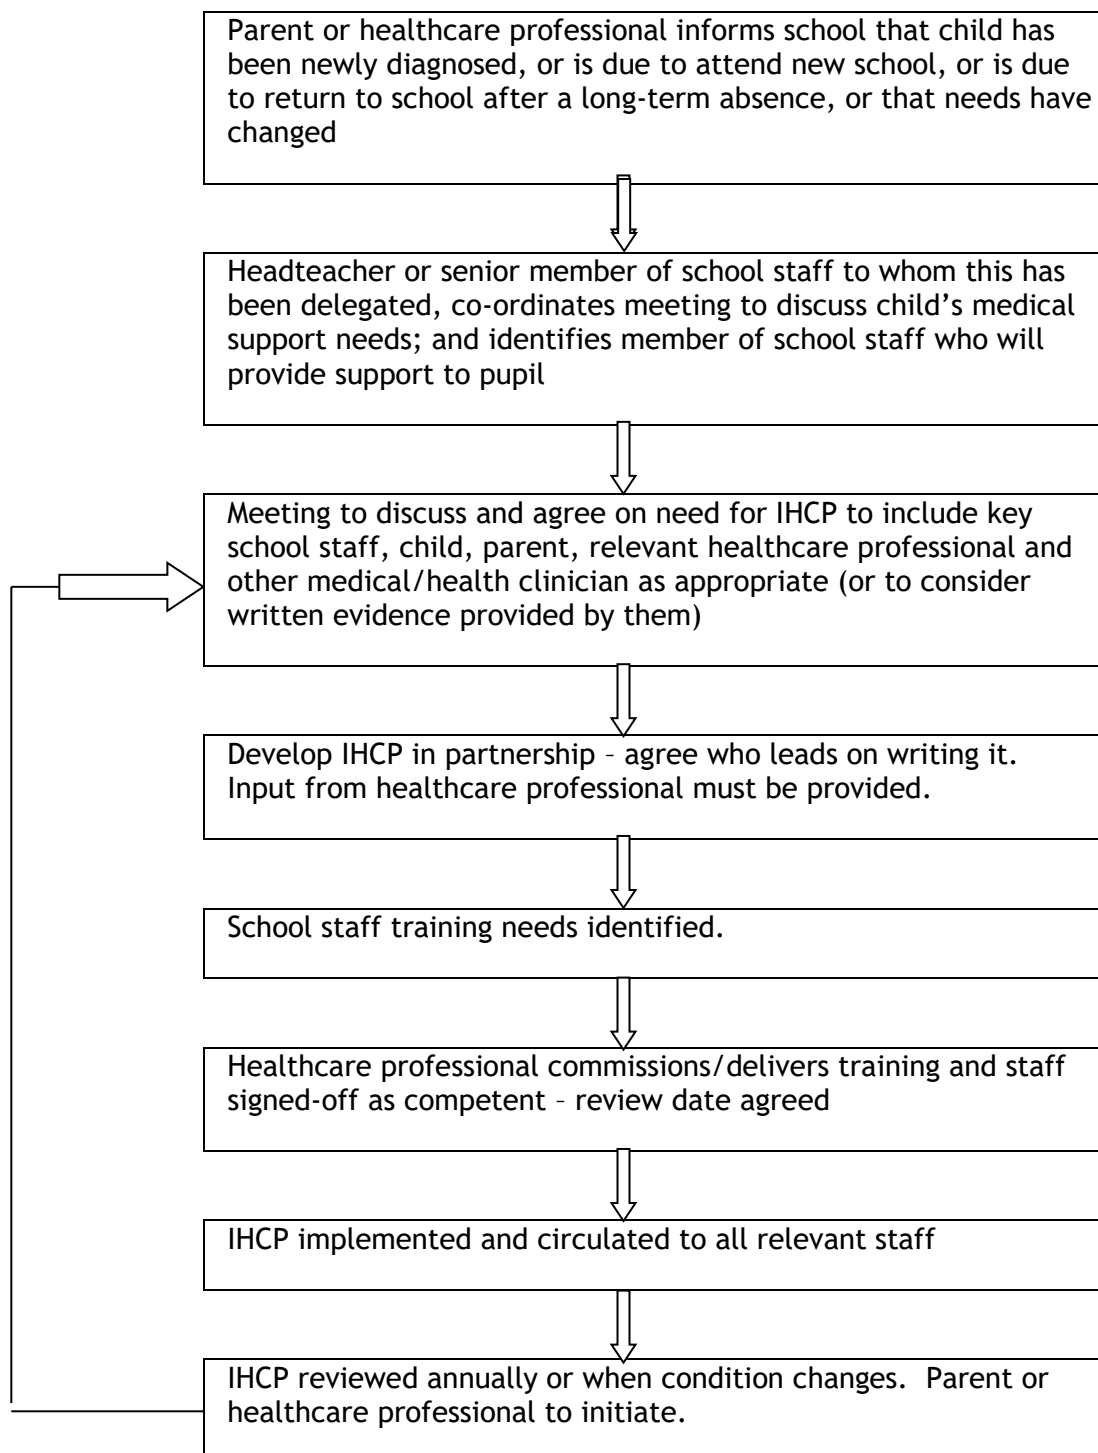 Parent or healthcare professional informs school that child has
been newly diagnosed, or is due to attend new school, or is due
to return to school after a long-term absence, or that needs have
changed
Headteacher or senior member of school staff to whom this has
been delegated, co-ordinates meeting to discuss child’s medical
support needs; and identifies member of school staff who will
provide support to pupil
Meeting to discuss and agree on need for IHCP to include key
school staff, child, parent, relevant healthcare professional and
other medical/health clinician as appropriate (or to consider
written evidence provided by them)
Develop IHCP in partnership – agree who leads on writing it.
Input from healthcare professional must be provided.
School staff training needs identified.
Healthcare professional commissions/delivers training and staff
signed-off as competent – review date agreed
IHCP implemented and circulated to all relevant staff
IHCP reviewed annually or when condition changes.  Parent or
healthcare professional to initiate.